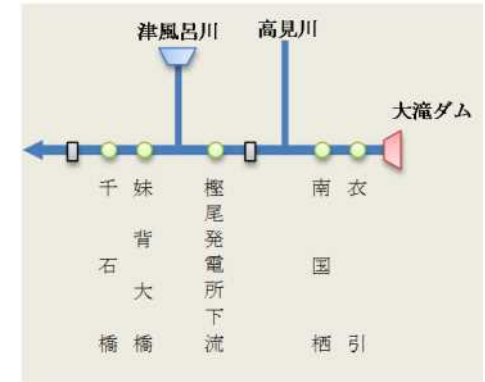 津風呂川
高見川
大滝ダム
千石橋
妹背大橋
樫尾発電所下流
南国栖
衣引